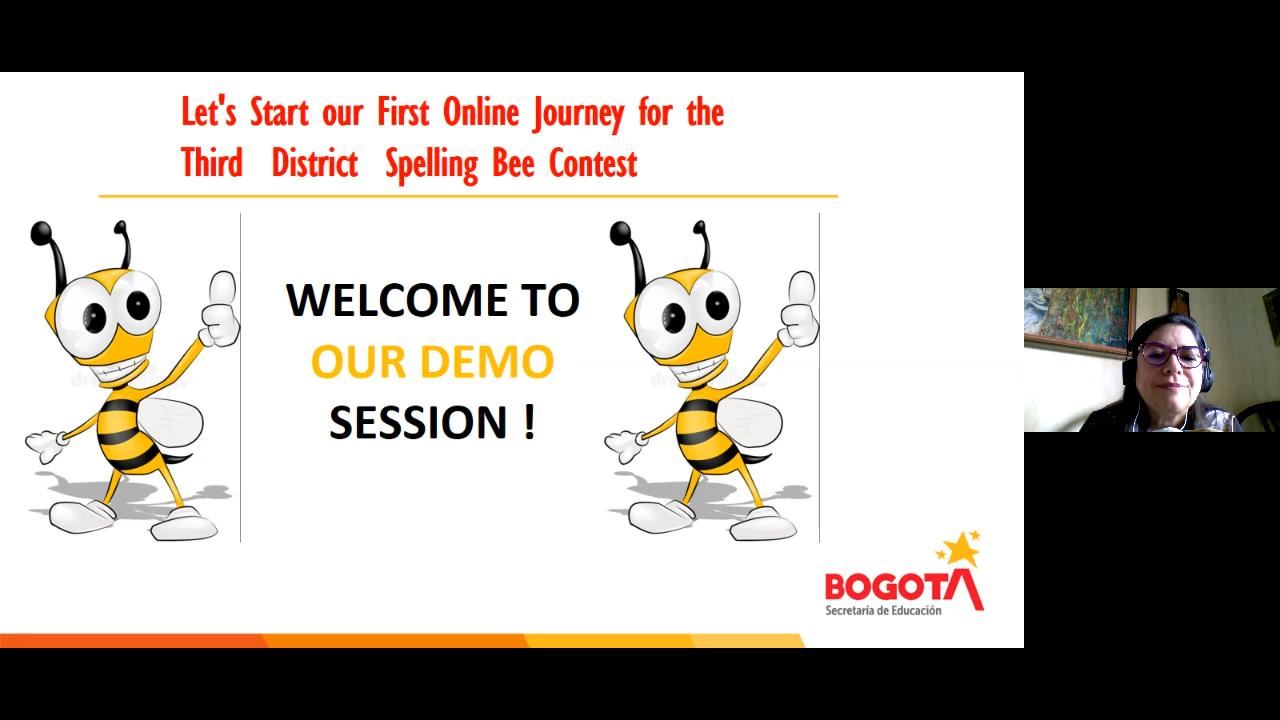 Let's Start our First Online Journey for the
Third District Spelling Bee Contest
WELCOME TO
OUR DEMO
SESSION !
BOGOTA
Secretaría de Educación